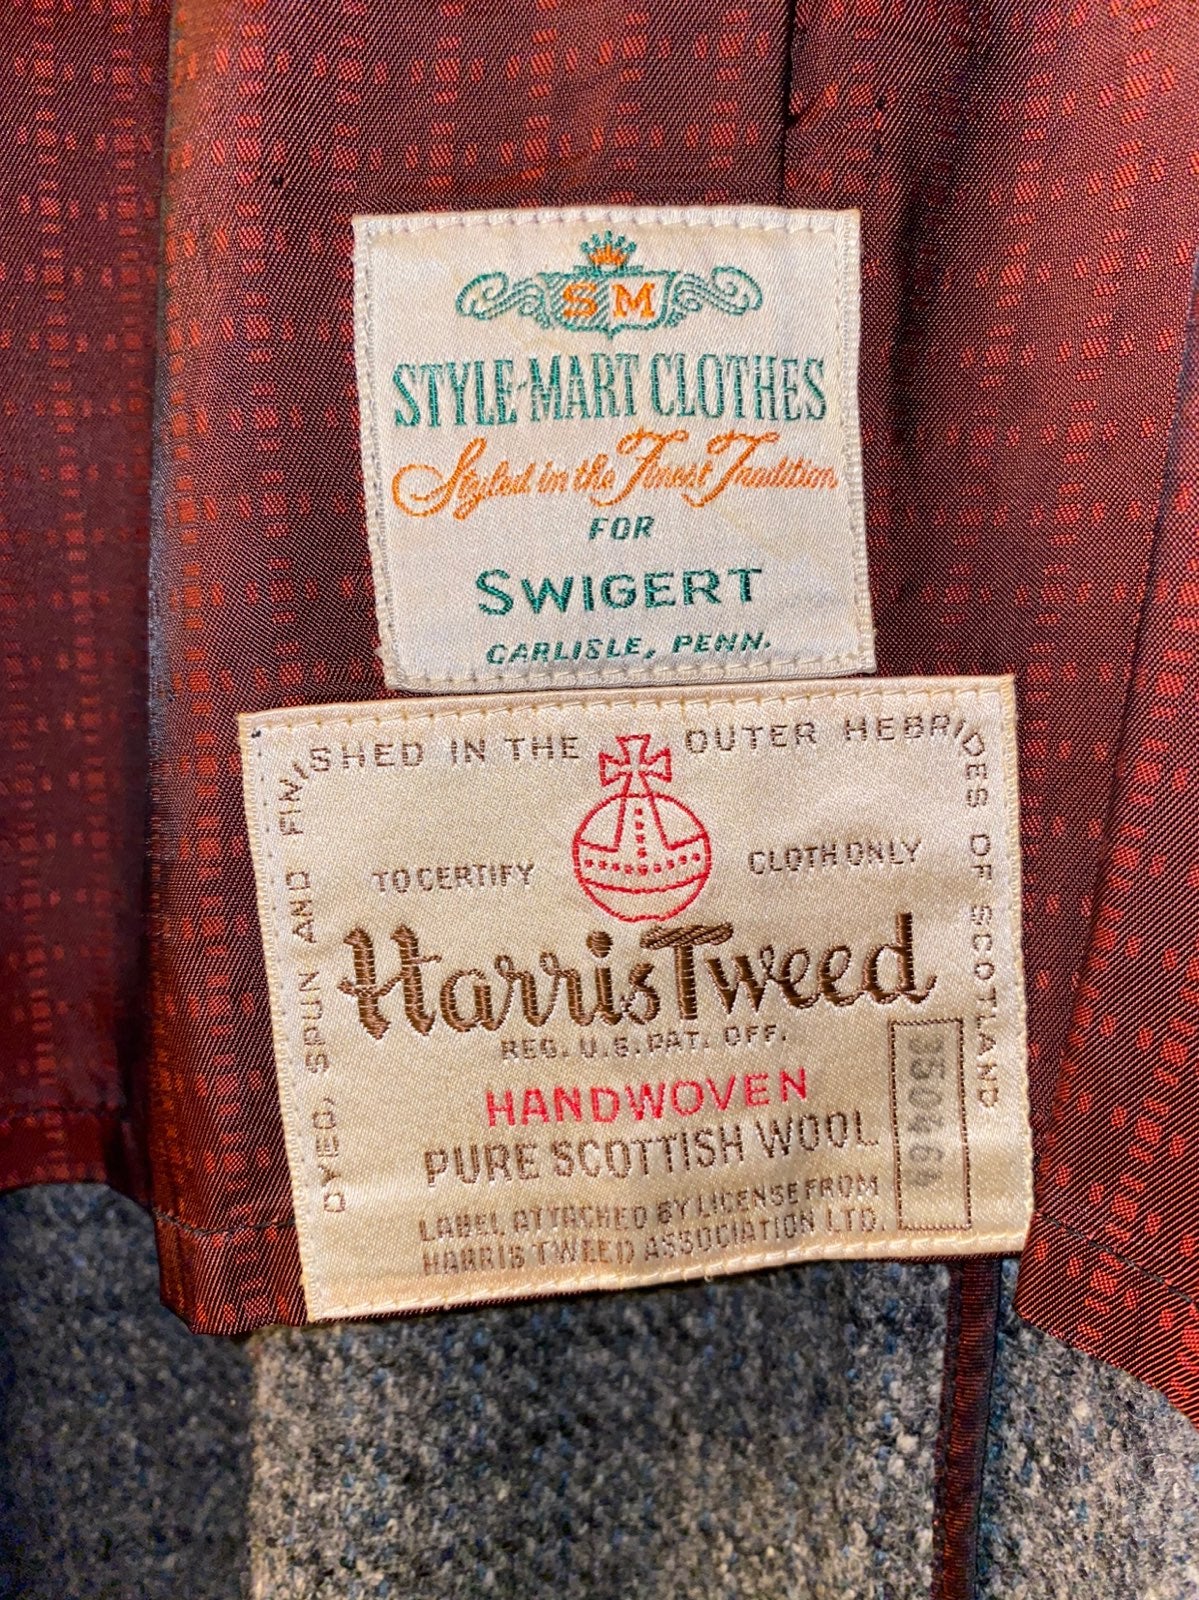 SM
STYLE-MART CLOTHES
Styled in the Finest Tradition
FOR
SWIGERT
CARLISLE, PENN.
DYED, SPUN AND FINISHED IN THE OUTER HEBRIDES OF SCOTLAND
TO CERTIFY CLOTH ONLY
Harris Tweed
REG. U.S. PAT. OFF.
HANDWOVEN
PURE SCOTTISH WOOL
LABEL ATTACHED BY LICENSE FROM
HARRIS TWEED ASSOCIATION LTD.